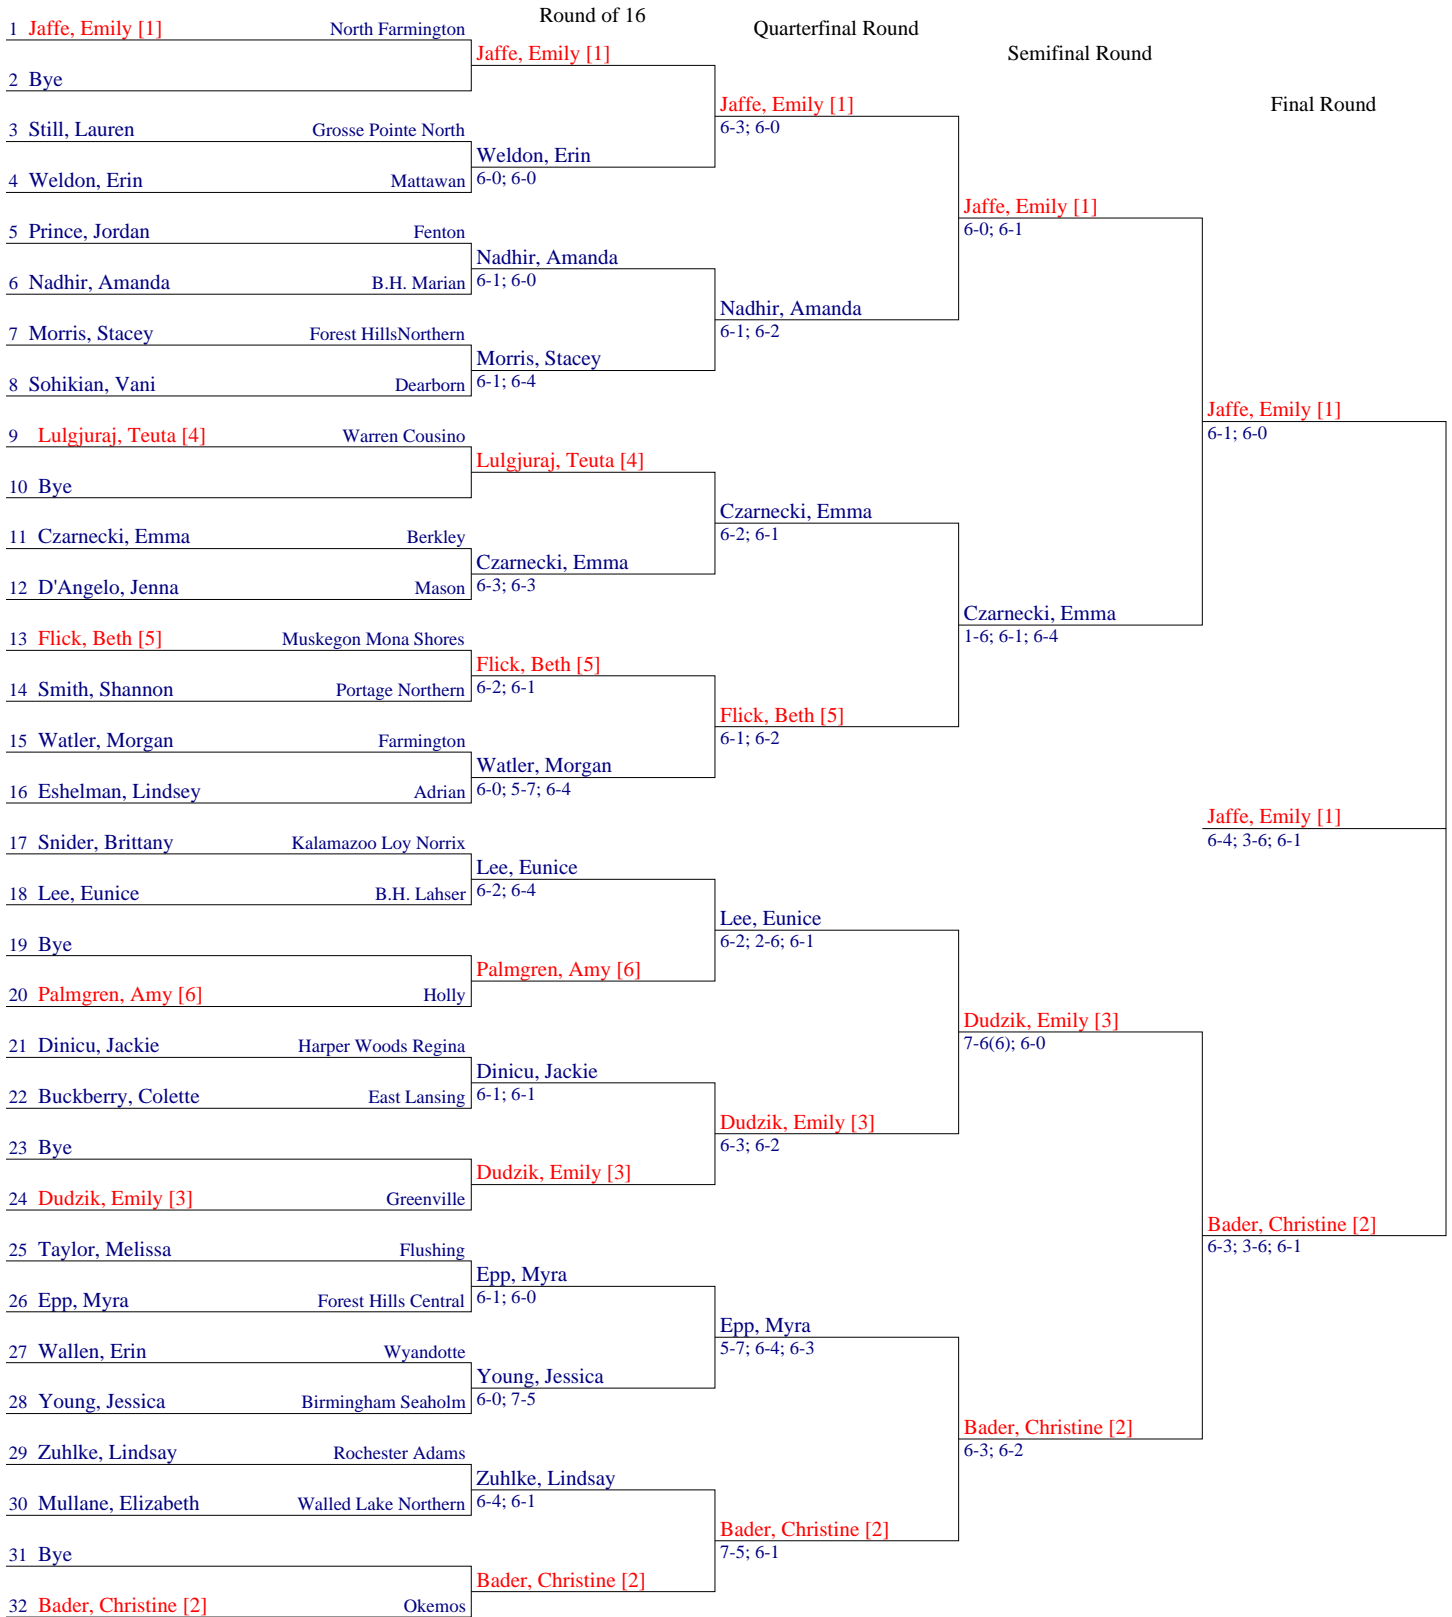 Round of 16
Quarterfinal Round
Semifinal Round
Final Round
1 Jaffe, Emily [1] North Farmington
2 Bye
3 Still, Lauren Grosse Pointe North
4 Weldon, Erin Mattawan
5 Prince, Jordan Fenton
6 Nadhir, Amanda B.H. Marian
7 Morris, Stacey Forest HillsNorthern
8 Sohikian, Vani Dearborn
9 Lulgjuraj, Teuta [4] Warren Cousino
10 Bye
11 Czarnecki, Emma Berkley
12 D'Angelo, Jenna Mason
13 Flick, Beth [5] Muskegon Mona Shores
14 Smith, Shannon Portage Northern
15 Watler, Morgan Farmington
16 Eshelman, Lindsey Adrian
17 Snider, Brittany Kalamazoo Loy Norrix
18 Lee, Eunice B.H. Lahser
19 Bye
20 Palmgren, Amy [6] Holly
21 Dinicu, Jackie Harper Woods Regina
22 Buckberry, Colette East Lansing
23 Bye
24 Dudzik, Emily [3] Greenville
25 Taylor, Melissa Flushing
26 Epp, Myra Forest Hills Central
27 Wallen, Erin Wyandotte
28 Young, Jessica Birmingham Seaholm
29 Zuhlke, Lindsay Rochester Adams
30 Mullane, Elizabeth Walled Lake Northern
31 Bye
32 Bader, Christine [2] Okemos
Jaffe, Emily [1]
Weldon, Erin
6-0; 6-0
Nadhir, Amanda
6-1; 6-0
Morris, Stacey
6-1; 6-4
Lulgjuraj, Teuta [4]
Czarnecki, Emma
6-3; 6-3
Flick, Beth [5]
6-2; 6-1
Watler, Morgan
6-0; 5-7; 6-4
Lee, Eunice
6-2; 6-4
Palmgren, Amy [6]
Dinicu, Jackie
6-1; 6-1
Dudzik, Emily [3]
Epp, Myra
6-1; 6-0
Young, Jessica
6-0; 7-5
Zuhlke, Lindsay
6-4; 6-1
Bader, Christine [2]
Jaffe, Emily [1]
6-3; 6-0
Nadhir, Amanda
6-1; 6-2
Czarnecki, Emma
6-2; 6-1
Flick, Beth [5]
6-1; 6-2
Lee, Eunice
6-2; 2-6; 6-1
Dudzik, Emily [3]
6-3; 6-2
Epp, Myra
5-7; 6-4; 6-3
Bader, Christine [2]
7-5; 6-1
Jaffe, Emily [1]
6-0; 6-1
Czarnecki, Emma
1-6; 6-1; 6-4
Dudzik, Emily [3]
7-6(6); 6-0
Bader, Christine [2]
6-3; 6-2
Jaffe, Emily [1]
6-1; 6-0
Jaffe, Emily [1]
6-4; 3-6; 6-1
Bader, Christine [2]
6-3; 3-6; 6-1